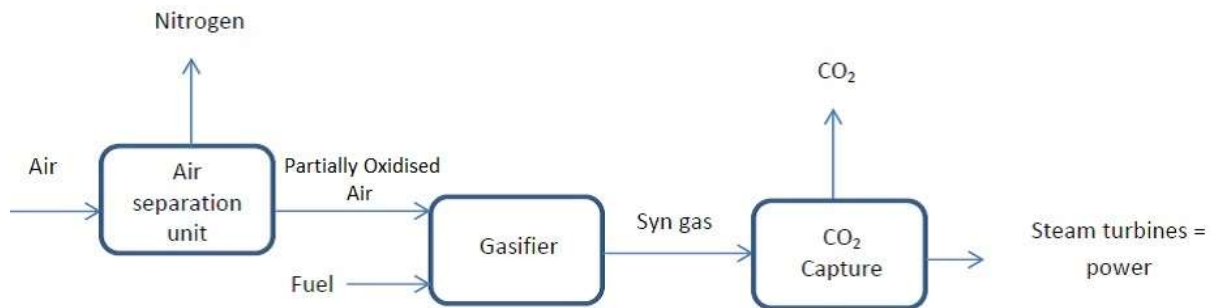 Nitrogen
CO₂
Air
Air
separation
unit
Partially Oxidised
Air
Fuel
Gasifier
Syn gas
CO₂
Capture
Steam turbines =
power